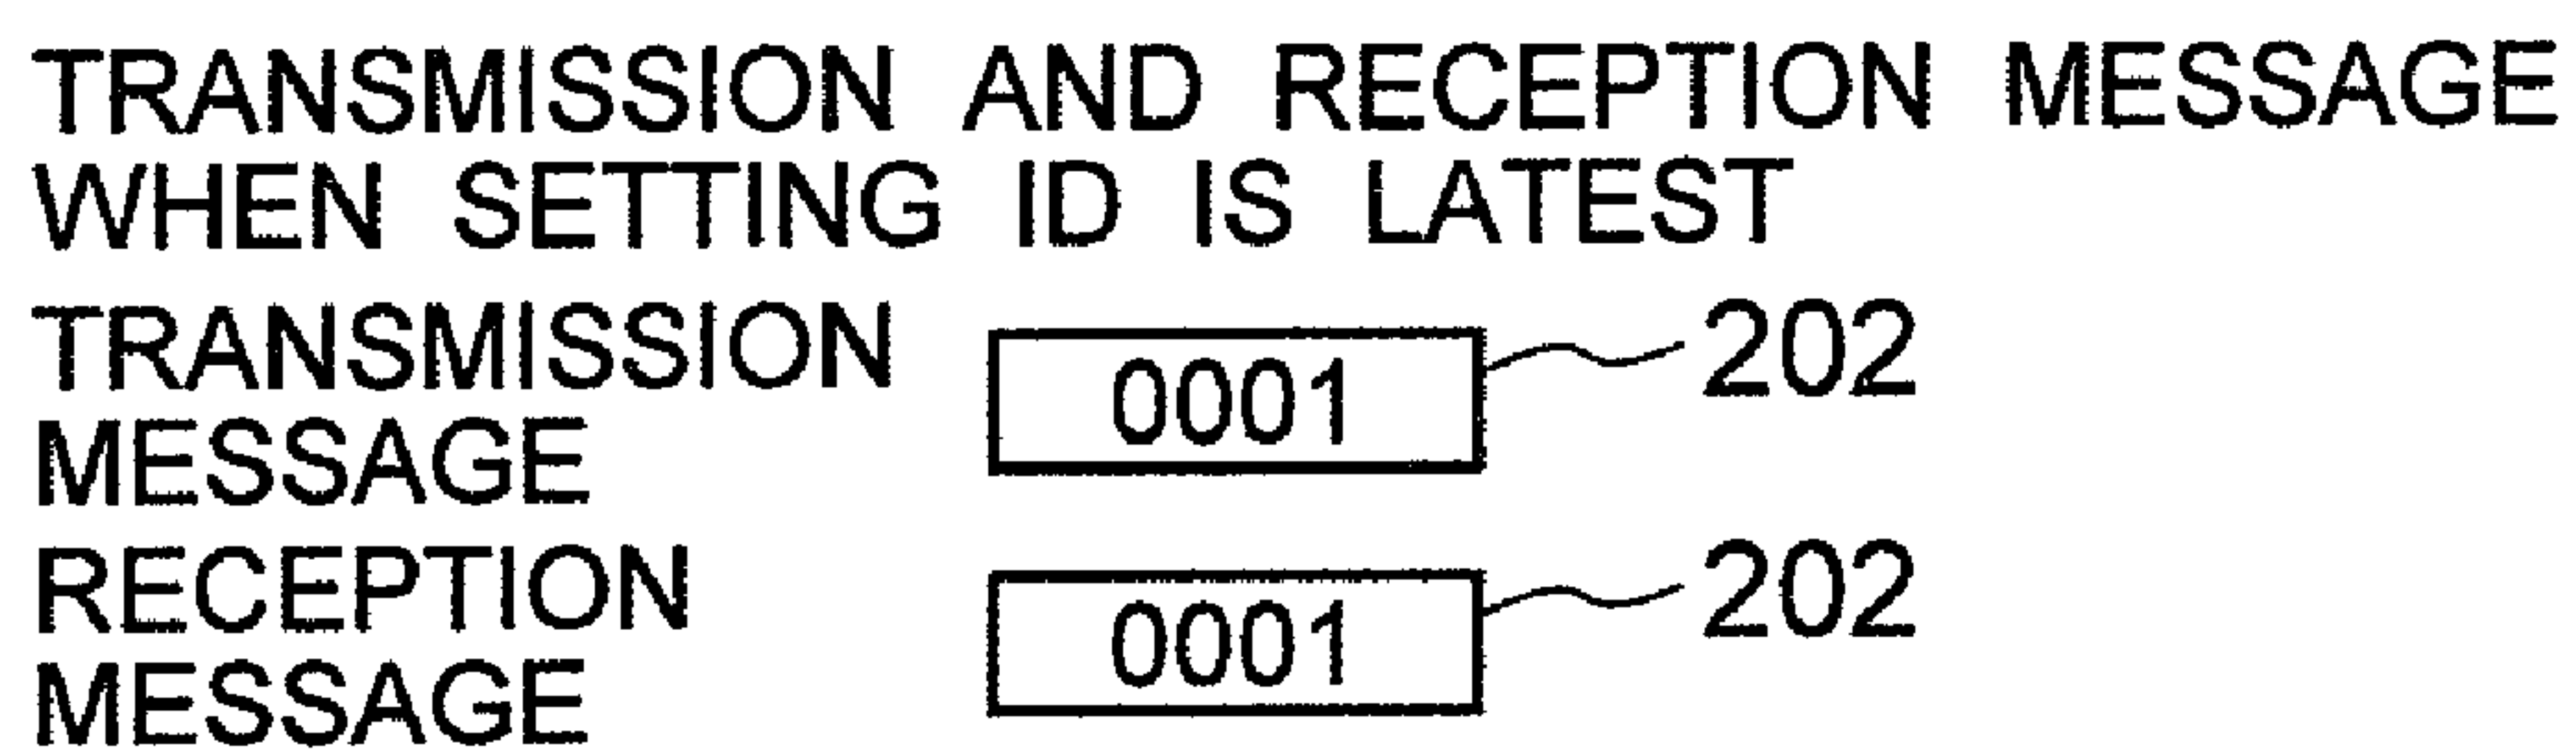 TRANSMISSION AND RECEPTION MESSAGE
WHEN SETTING ID IS LATEST
TRANSMISSION
MESSAGE
0001
202
RECEPTION
MESSAGE
0001
202